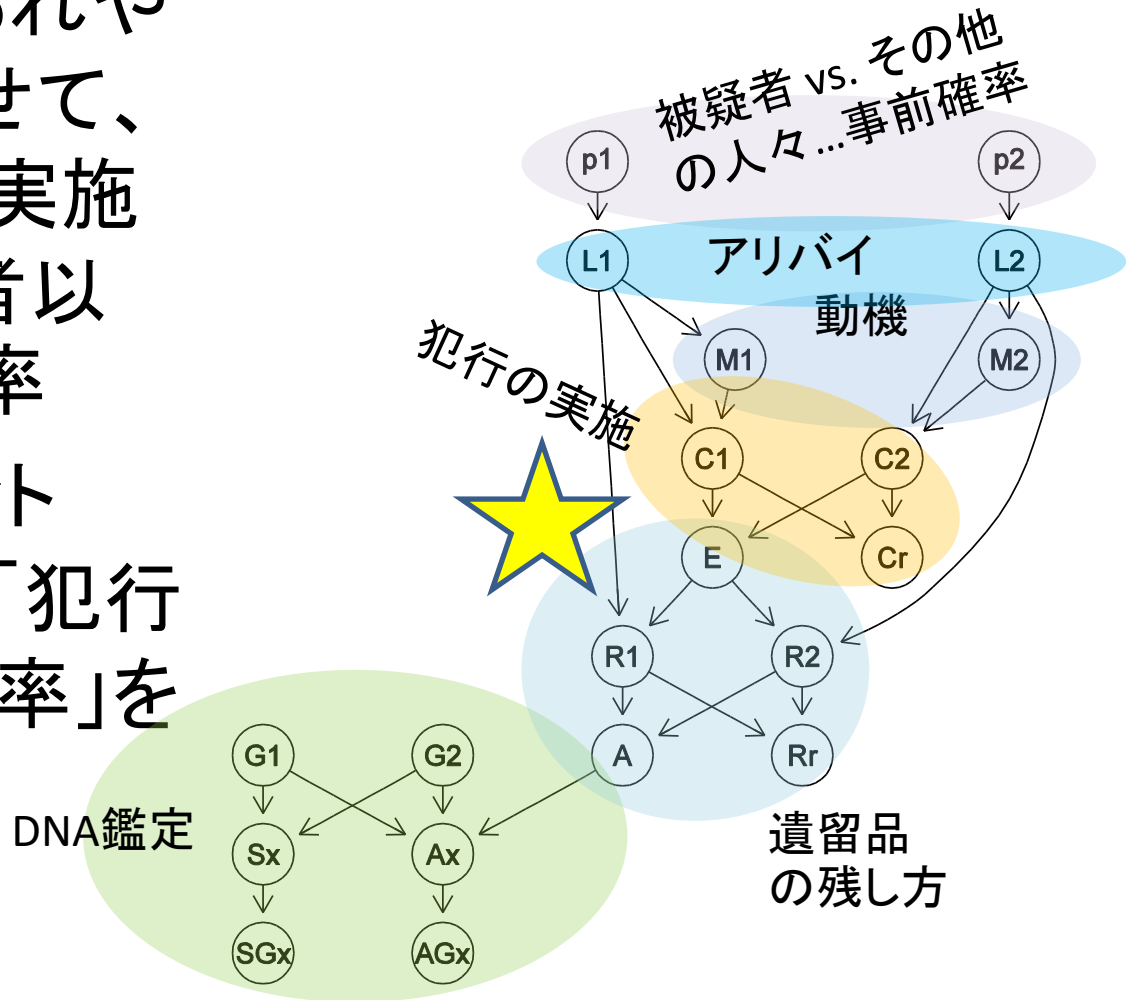 られや
せて、
実施
者以
率
ト
「犯行
率」を
被疑者 vs. その他
の人々…事前確率
p1
p2
L1
アリバイ
L2
動機
M1
M2
犯行の実施
C1
C2
E
Cr
R1
R2
G1
G2
A
Rr
DNA鑑定
遺留品
の残し方
Sx
Ax
SGx
AGx